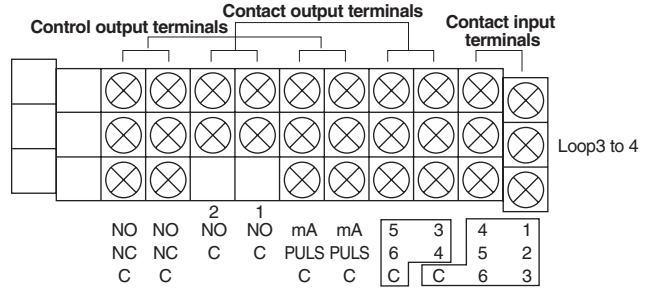 Contact output terminals
Control output terminals
Contact input
terminals
Loop3 to 4
2 1
NO NO NO NO mA mA 5 3 4 1
NC NC C C PULS PULS 6 4 5 2
C C C C C C 6 3